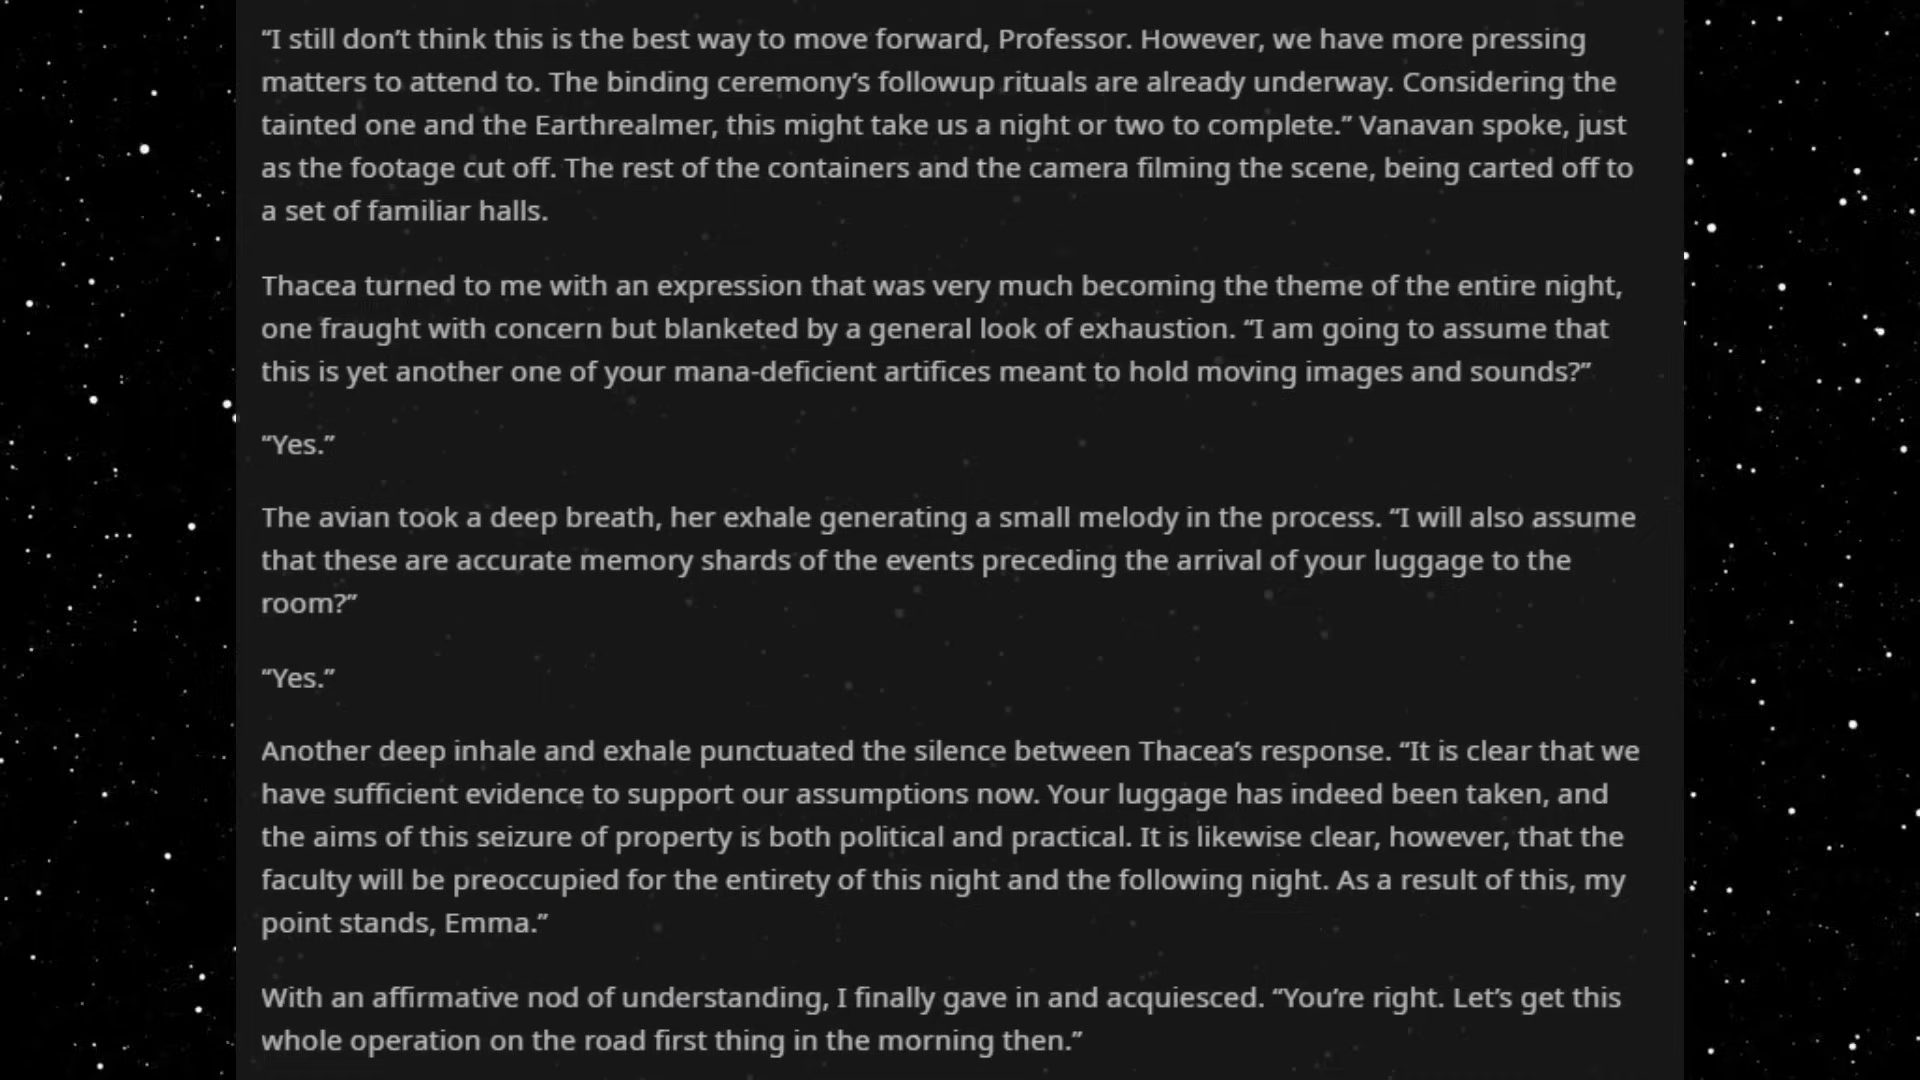 “I still don’t think this is the best way to move forward, Professor. However, we have more pressing
matters to attend to. The binding ceremony’s followup rituals are already underway. Considering the
tainted one and the Earthrealmer, this might take us a night or two to complete.” Vanavan spoke, just
as the footage cut off. The rest of the containers and the camera filming the scene, being carted off to
a set of familiar halls.
Thacea turned to me with an expression that was very much becoming the theme of the entire night,
one fraught with concern but blanketed by a general look of exhaustion. “I am going to assume that
this is yet another one of your mana-deficient artifices meant to hold moving images and sounds?”
“Yes.”
The avian took a deep breath, her exhale generating a small melody in the process. “I will also assume
that these are accurate memory shards of the events preceding the arrival of your luggage to the
room?”
“Yes.”
Another deep inhale and exhale punctuated the silence between Thacea’s response. “It is clear that we
have sufficient evidence to support our assumptions now. Your luggage has indeed been taken, and
the aims of this seizure of property is both political and practical. It is likewise clear, however, that the
faculty will be preoccupied for the entirety of this night and the following night. As a result of this, my
point stands, Emma.”
With an affirmative nod of understanding, I finally gave in and acquiesced. “You’re right. Let’s get this
whole operation on the road first thing in the morning then.”